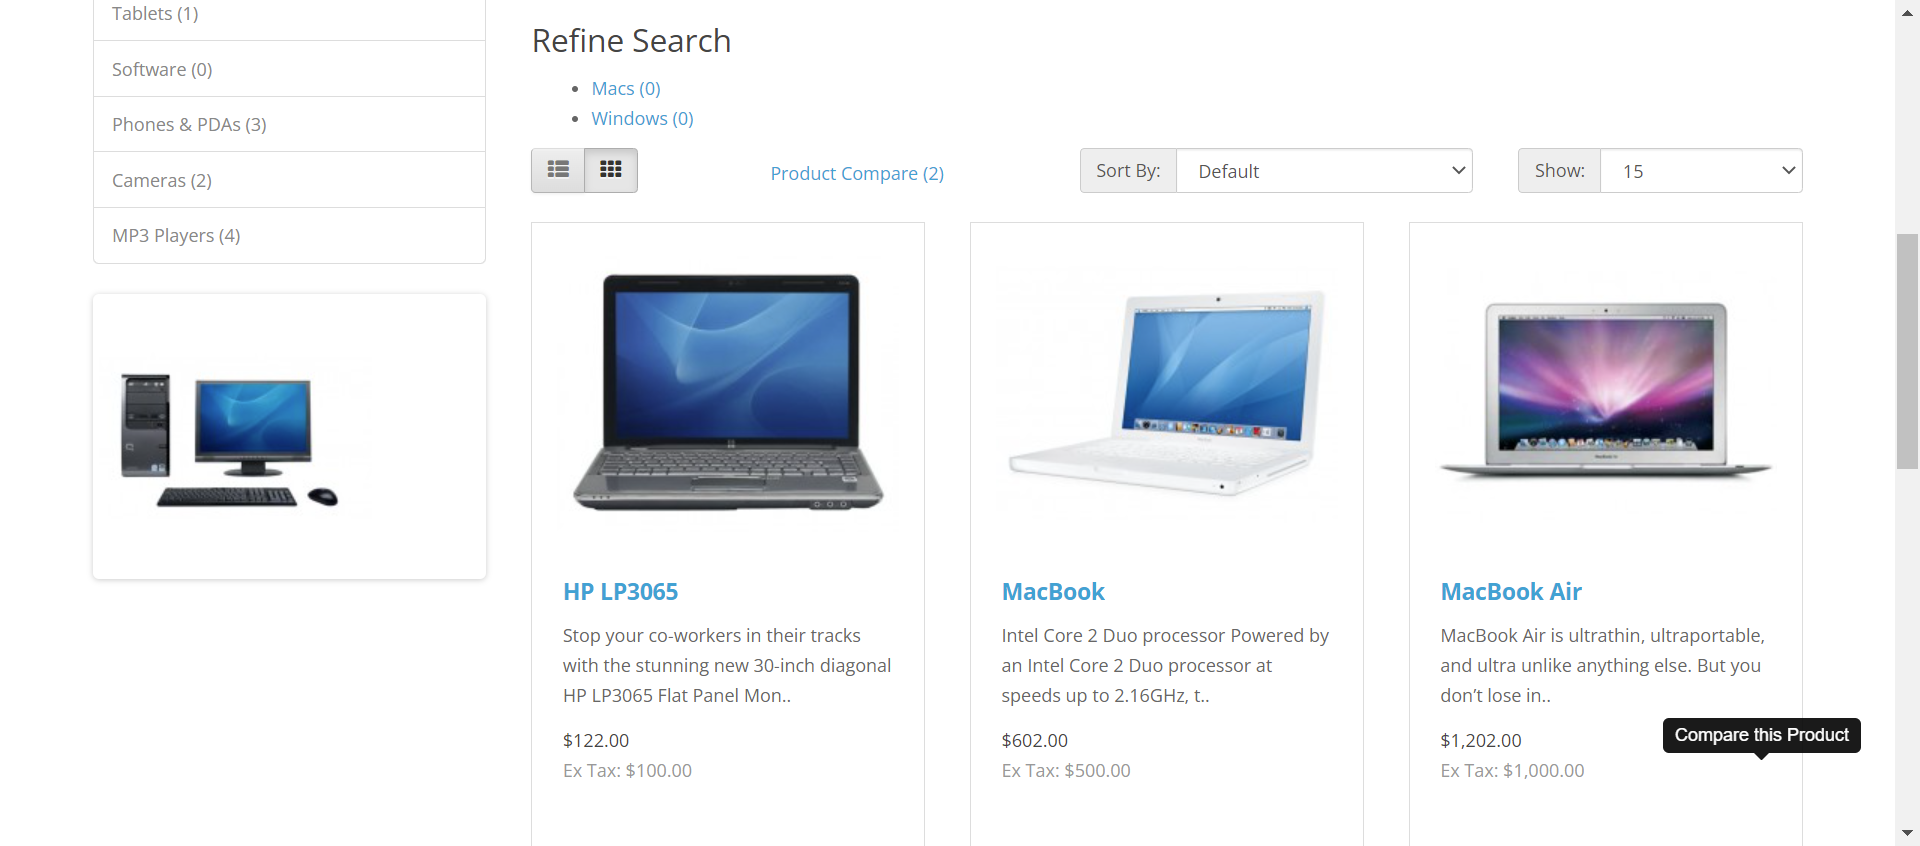 Tablets (1)
Software (0)
Phones & PDAs (3)
Cameras (2)
MP3 Players (4)
Refine Search
Macs (0)
Windows (0)
Product Compare (2)
Sort By:
Default
Show:
15
HP LP3065
Stop your co-workers in their tracks
with the stunning new 30-inch diagonal
HP LP3065 Flat Panel Mon..
$122.00
Ex Tax: $100.00
MacBook
Intel Core 2 Duo processor Powered by
an Intel Core 2 Duo processor at
speeds up to 2.16GHz, t..
$602.00
Ex Tax: $500.00
MacBook Air
MacBook Air is ultrathin, ultraportable,
and ultra unlike anything else. But you
don’t lose in..
$1,202.00
Ex Tax: $1,000.00
Compare this Product